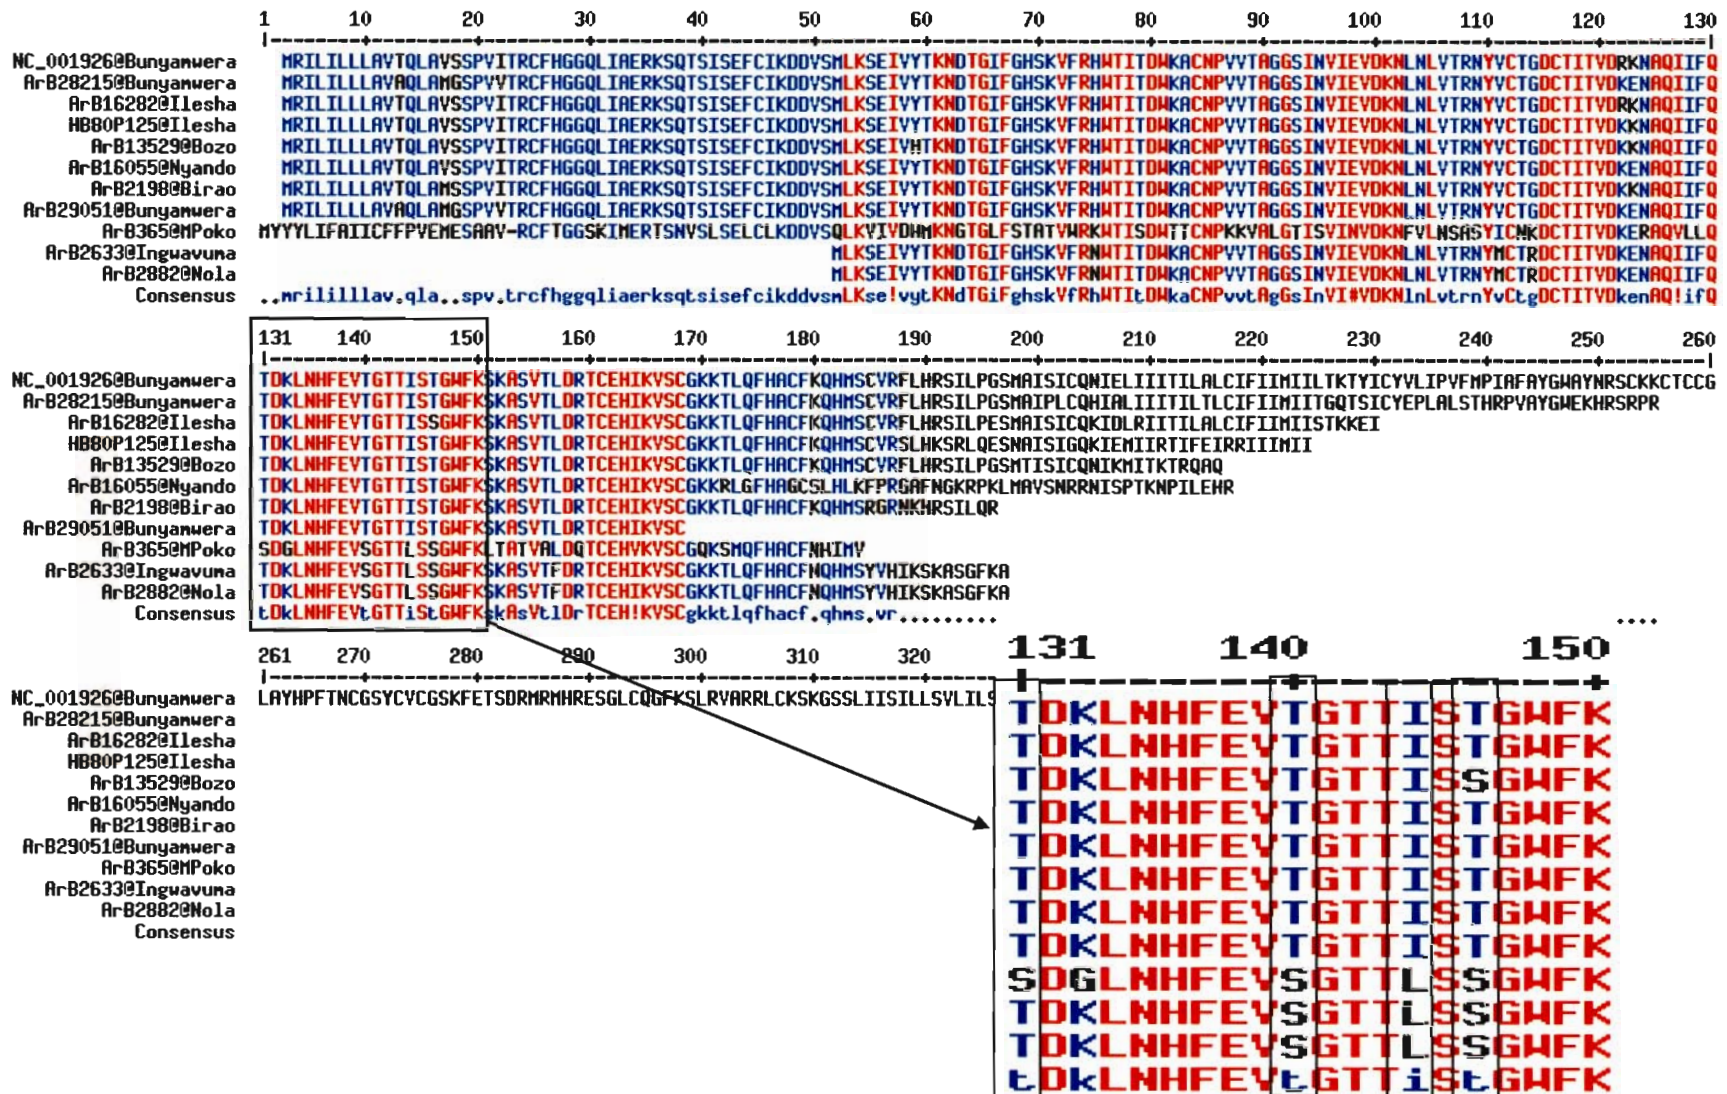 1 10 20 30 40 50 60 70 80 90 100 110 120 130
NC_001926@Bunyamwera MRILILLLAVTQLAVSSPVITRCFHGGQLIAERKSQTSISEFCIKDDVSMLKSEIVYTKNDTGIFGHSKVFRHWTITDWKACNPVVTAGGSINVIEVDKNLNLVTRNYVCTGDCTITVDRKNAQIIFQ
ArB28215@Bunyamwera MRILILLLAVAQLAMGSPVVTRCFHGGQLIAERKSQTSISEFCIKDDVSMLKSEIVYTKNDTGIFGHSKVFRHWTITDWKACNPVVTAGGSINVIEVDKNLNLVTRNYVCTGDCTITVDKENAQIIFQ
ArB16282@Ilesha MRILILLLAVTQLAVSSPVITRCFHGGQLIAERKSQTSISEFCIKDDVSMLKSEIVYTKNDTGIFGHSKVFRHWTITDWKACNPVVTAGGSINVIEVDKNLNLVTRNYVCTGDCTITVDRKNAQIIFQ
HB80P125@Ilesha MRILILLLAVTQLAVSSPVITRCFHGGQLIAERKSQTSISEFCIKDDVSMLKSEIVYTKNDTGIFGHSKVFRHWTITDWKACNPVVTAGGSINVIEVDKNLNLVTRNYVCTGDCTITVDKKNAQIIFQ
ArB13529@Bozo MRILILLLAVTQLAVSSPVITRCFHGGQLIAERKSQTSISEFCIKDDVSMLKSEIVYHTKNDTGIFGHSKVFRHWTITDWKACNPVVTAGGSINVIEVDKNLNLVTRNYVCTGDCTITVDKKNAQIIFQ
ArB16055@Nyando MRILILLLAVTQLAVSSPVITRCFHGGQLIAERKSQTSISEFCIKDDVSMLKSEIVYTKNDTGIFGHSKVFRHWTITDWKACNPVVTAGGSINVIEVDKNLNLVTRNYVCTGDCTITVDKENAQIIFQ
ArB2198@Birao MRILILLLAVTQLAMSSPVITRCFHGGQLIAERKSQTSISEFCIKDDVSMLKSEIVYTKNDTGIFGHSKVFRHWTITDWKACNPVVTAGGSINVIEVDKNLNLVTRNYVCTGDCTITVDKKNAQIIFQ
ArB29051@Bunyamwera MRILILLLAVAQLAMGSPVVTRCFHGGQLIAERKSQTSISEFCIKDDVSMLKSEIVYTKNDTGIFGHSKVFRHWTITDWKACNPVVTAGGSINVIEVDKNLNLVTRNYVCTGDCTITVDKENAQIIFQ
ArB365@MPoko MYYYLIFAIICFFPVEMESAAV-RCFTGGSKIMERTSNVSLSELCLKDDVSQLKVIVDWMKNGTGLFSTATVWRKWTISDWTTCNPKKVALGTISVINVDKNFVLNSASYICNKDCTITVDKERAQVLLQ
ArB2633@Ingwavuma MLKSEIVYTKNDTGIFGHSKVFRNWTITDWKACNPVVTAGGSINVIEVDKNLNLVTRNYMCTRDCTITVDKENAQIIFQ
ArB2882@Nola MLKSEIVYTKNDTGIFGHSKVFRNWTITDWKACNPVVTAGGSINVIEVDKNLNLVTRNYMCTRDCTITVDKENAQIIFQ
Consensus ..mrililllav.qla..spv.trcfhggqliaerksqtsisefcikddvsmLKse!vytKNdTGiFghskVfRhWTItDWkaCNPvvtAgGsInVI#VDKNlnLvtrnYvCtgDCTITVDkenAQ!ifQ
131 140 150 160 170 180 190 200 210 220 230 240 250 260
NC_001926@Bunyamwera TDKLNHFEVTGTTISTGWFKSKASVTLDRTCEHIKVSCGKKTLQFHACFKQHMSCVRFLHRSILPGSMAISICQNIELIIITILALCIFIIMIILTKTYICYVLIPVFMPIAFAYGWAYNRSCKKCTCCG
ArB28215@Bunyamwera TDKLNHFEVTGTTISTGWFKSKASVTLDRTCEHIKVSCGKKTLQFHACFKQHMSCVRFLHRSILPGSMAIPLCQHIALIIITILTLCIFIIMIITGQTSICYEPLALSTHRPVAYGWEKHRSRPR
ArB16282@Ilesha TDKLNHFEVTGTTISSGWFKSKASVTLDRTCEHIKVSCGKKTLQFHACFKQHMSCVRFLHRSILPESMAISICQKIDLRIITILALCIFIIMIISTKKEI
HB80P125@Ilesha TDKLNHFEVTGTTISTGWFKSKASVTLDRTCEHIKVSCGKKTLQFHACFKQHMSCVRSLHKSRLQESNAISIGQKIEMIIRTIFEIRRIIIMII
ArB13529@Bozo TDKLNHFEVTGTTISTGWFKSKASVTLDRTCEHIKVSCGKKTLQFHACFKQHMSCVRFLHRSILPGSMTISICQNIKMITKTRQAQ
ArB16055@Nyando TDKLNHFEVTGTTISTGWFKSKASVTLDRTCEHIKVSCGKKRLGFHAGCSLHLKFPRGAFNGKRPKLMAVSNRRNISPTKNPILEHR
ArB2198@Birao TDKLNHFEVTGTTISTGWFKSKASVTLDRTCEHIKVSCGKKTLQFHACFKQHMSRGRNKHRSILQR
ArB29051@Bunyamwera TDKLNHFEVTGTTISTGWFKSKASVTLDRTCEHIKVSC
ArB365@MPoko SDGLNHFEVSGTTLSSGWFKLTATVALDQTCEHVKVSCGQKSMQFHACFNHIMV
ArB2633@Ingwavuma TDKLNHFEVSGTTLSSGWFKSKASVTFDRTCEHIKVSCGKKTLQFHACFNQHMSYVHIKSKASGFKA
ArB2882@Nola TDKLNHFEVSGTTLSSGWFKSKASVTFDRTCEHIKVSCGKKTLQFHACFNQHMSYVHIKSKASGFKA
Consensus tDkLNHFEVtGTTiStGWFKskAsVtlDrTCEH!KVSCgkktlqfhacf.qhms.vr......... ....
261 270 280 290 300 310 320
NC_001926@Bunyamwera LAYHPFTNCGSYCVCGSKFETSDRMRMHRESGLCQGFKSLRVARRLCKSKGSSLIISILLSVLILS
ArB28215@Bunyamwera
ArB16282@Ilesha
HB80P125@Ilesha
ArB13529@Bozo
ArB16055@Nyando
ArB2198@Birao
ArB29051@Bunyamwera
ArB365@MPoko
ArB2633@Ingwavuma
ArB2882@Nola
Consensus
131 140 150
TDKLNHFEVTGTTISTGWFK
TDKLNHFEVTGTTISTGWFK
TDKLNHFEVTGTTISSGWFK
TDKLNHFEVTGTTISTGWFK
TDKLNHFEVTGTTISTGWFK
TDKLNHFEVTGTTISTGWFK
TDKLNHFEVTGTTISTGWFK
TDKLNHFEVTGTTISTGWFK
SDGLNHFEVSGTTLSSGWFK
TDKLNHFEVSGTTLSSGWFK
TDKLNHFEVSGTTLSSGWFK
tDkLNHFEVtGTTiStGWFK